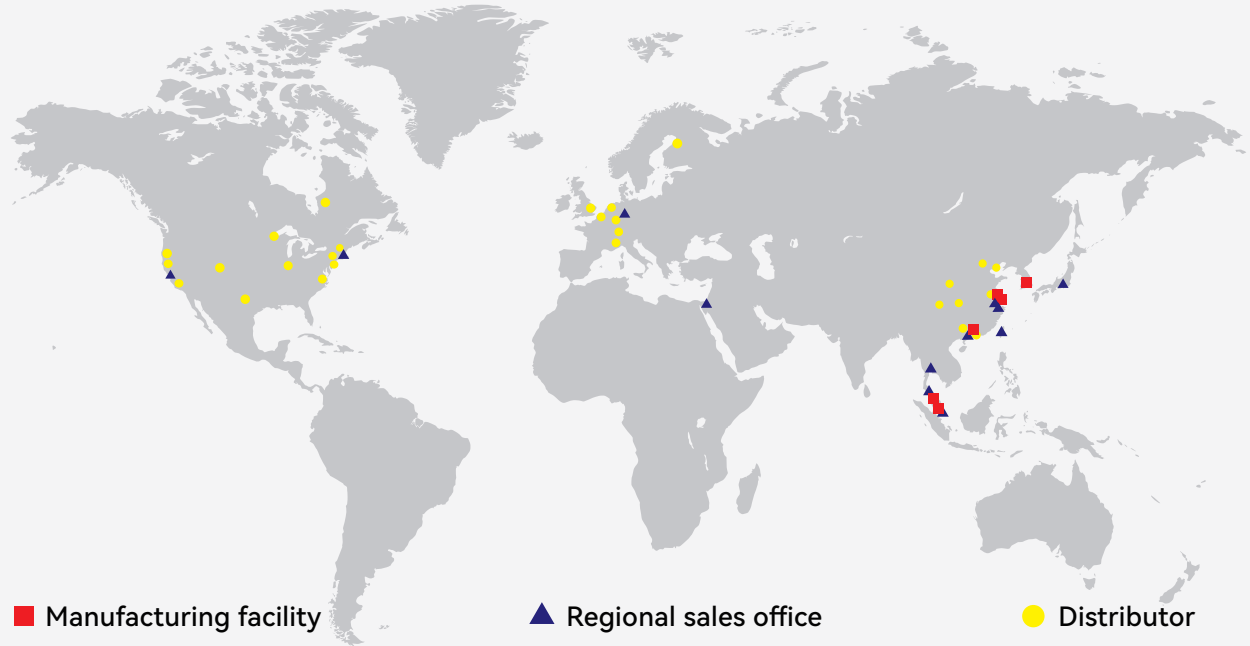 Manufacturing facility
Regional sales office
Distributor